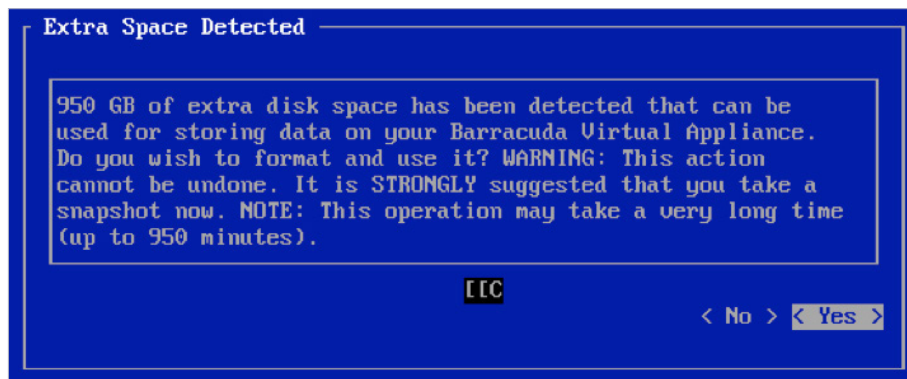 Extra Space Detected
950 GB of extra disk space has been detected that can be
used for storing data on your Barracuda Virtual Appliance.
Do you wish to format and use it? WARNING: This action
cannot be undone. It is STRONGLY suggested that you take a
snapshot now. NOTE: This operation may take a very long time
(up to 950 minutes).
[[C
< No > < Yes >